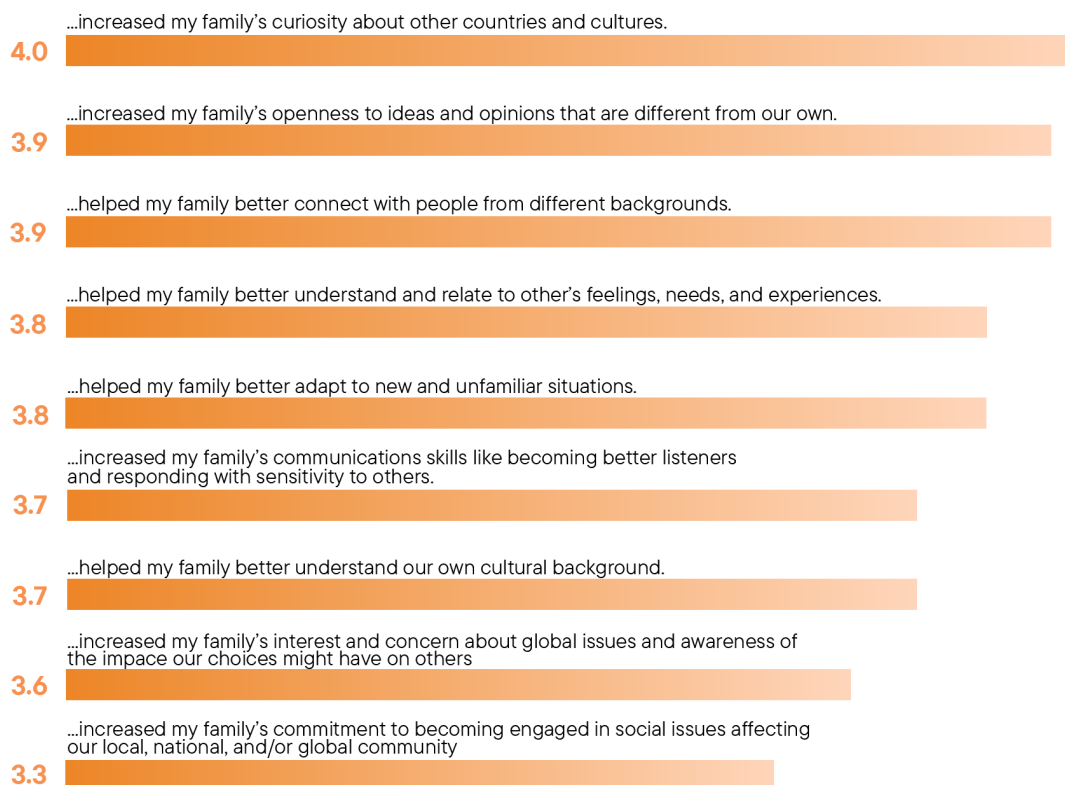 ...increased my family's curiosity about other countries and cultures.
4.0
...increased my family's openness to ideas and opinions that are different from our own.
3.9
...helped my family better connect with people from different backgrounds.
3.9
...helped my family better understand and relate to other's feelings, needs, and experiences.
3.8
...helped my family better adapt to new and unfamiliar situations.
3.8
...increased my family's communications skills like becoming better listeners
and responding with sensitivity to others.
3.7
...helped my family better understand our own cultural background.
3.7
...increased my family's interest and concern about global issues and awareness of
the impace our choices might have on others
3.6
...increased my family's commitment to becoming engaged in social issues affecting
our local, national, and/or global community
3.3